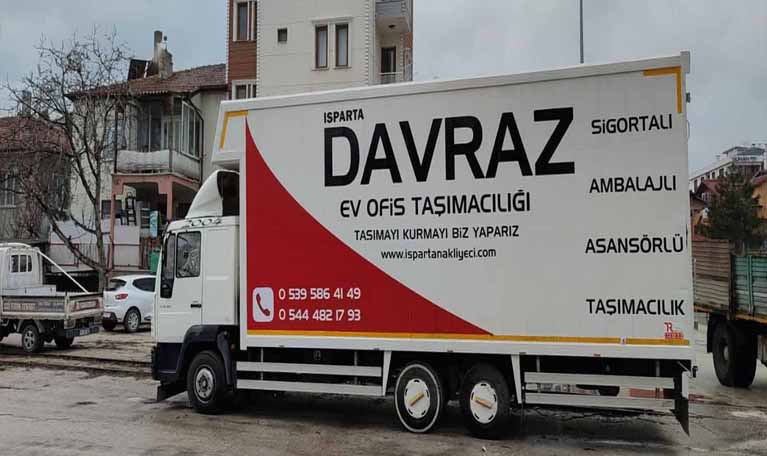 ISPARTA
DAVRAZ
EV OFİS TAŞIMACILIĞI
TAŞIMAYI KURMAYI BİZ YAPARIZ
www.ispartanakliyeci.com
0 539 586 41 49
0 544 482 17 93
SİGORTALI
AMBALAJLI
ASANSÖRLÜ
TAŞIMACILIK